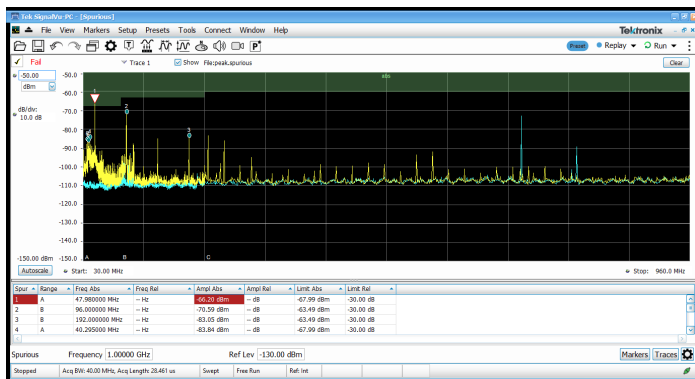 Tek SignalVu-PC - [Spurious]
File View Markers Setup Presets Tools Connect Window Help
Tektronix
Preset Replay Run
Fail Trace 1 Show File:peak.spurious Clear
-50.00
dBm
dB/div:
10.0 dB
-50.0
abs
-60.0
1
-70.0
2
-80.0
3
-90.0
-100.0
-110.0
-120.0
-130.0
-140.0
-150.00 dBm -150.0 A B C
Autoscale Start: 30.00 MHz Stop: 960.0 MHz
Spur Range Freq Abs Freq Rel Ampl Abs Ampl Rel Limit Abs Limit Rel
1 A 47.980000 MHz -- Hz -66.20 dBm -- dB -67.99 dBm -30.00 dB
2 B 96.000000 MHz -- Hz -70.59 dBm -- dB -63.49 dBm -30.00 dB
3 B 192.000000 MHz -- Hz -83.05 dBm -- dB -63.49 dBm -30.00 dB
4 A 40.295000 MHz -- Hz -83.84 dBm -- dB -67.99 dBm -30.00 dB
Spurious Frequency 1.00000 GHz Ref Lev -130.00 dBm Markers Traces
Stopped Acq BW: 40.00 MHz, Acq Length: 28.461 us Swept Free Run Ref: Int